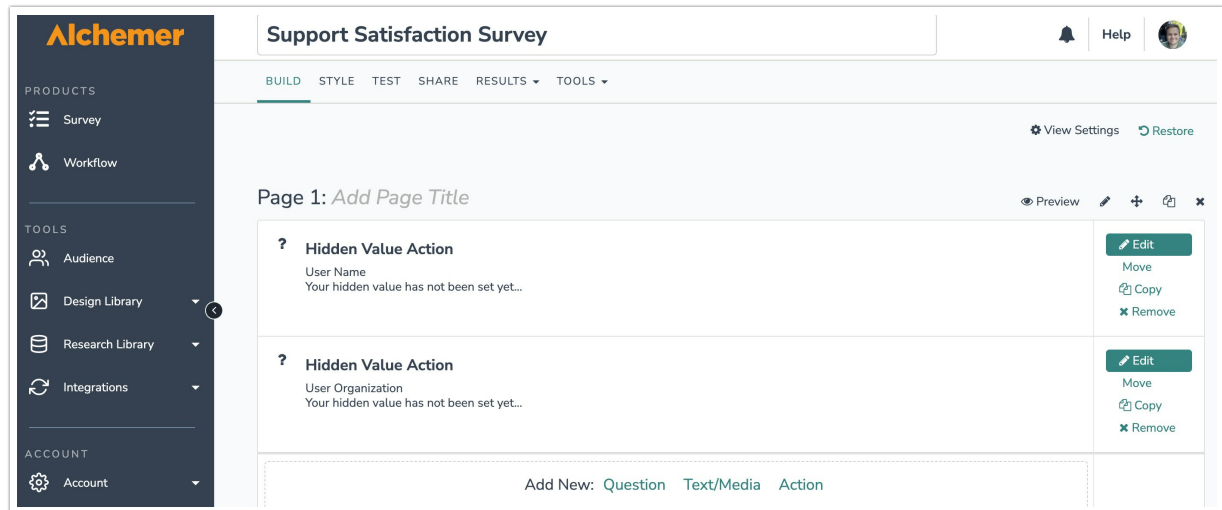 Alchemer
PRODUCTS
Survey
Workflow
TOOLS
Audience
Design Library
Research Library
Integrations
ACCOUNT
Account
Support Satisfaction Survey
Help
BUILD STYLE TEST SHARE RESULTS TOOLS
View Settings Restore
Page 1: Add Page Title
Preview
? Hidden Value Action
User Name
Your hidden value has not been set yet...
Edit
Move
Copy
Remove
? Hidden Value Action
User Organization
Your hidden value has not been set yet...
Edit
Move
Copy
Remove
Add New: Question Text/Media Action